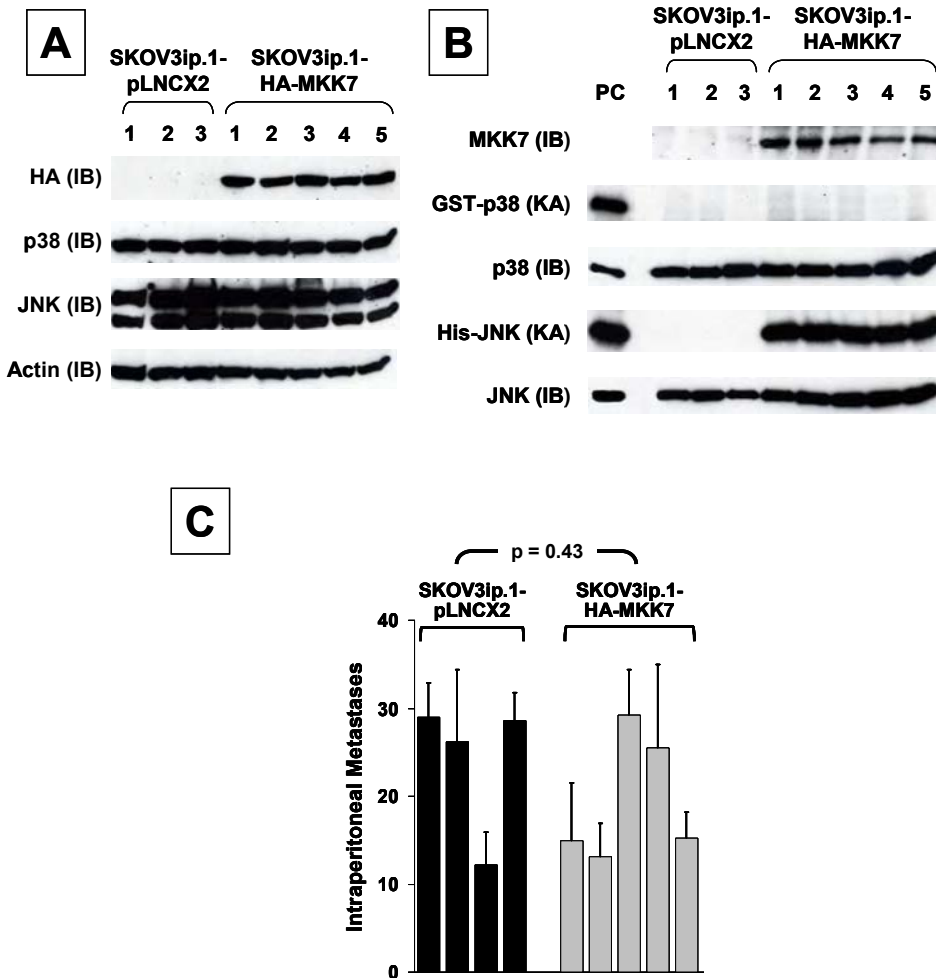 A
SKOV3ip.1-
pLNCX2
SKOV3ip.1-
HA-MKK7
1 2 3 1 2 3 4 5
HA (IB)
p38 (IB)
JNK (IB)
Actin (IB)
B
SKOV3ip.1-
pLNCX2
SKOV3ip.1-
HA-MKK7
PC 1 2 3 1 2 3 4 5
MKK7 (IB)
GST-p38 (KA)
p38 (IB)
His-JNK (KA)
JNK (IB)
C
p = 0.43
SKOV3ip.1-
pLNCX2
SKOV3ip.1-
HA-MKK7
Intraperitoneal Metastases
40
30
20
10
0